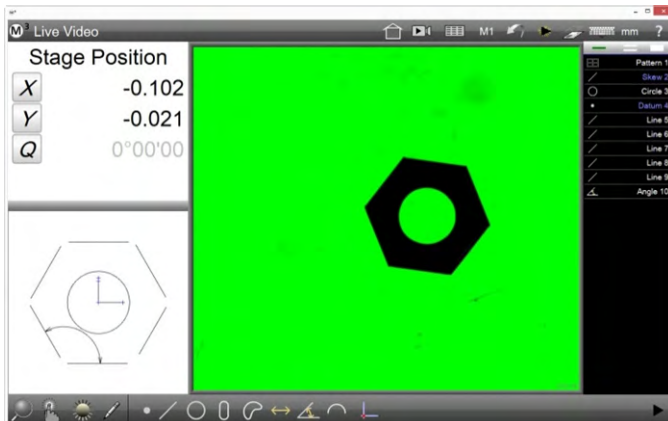 M3 Live Video
M1
mm
?
Stage Position
X -0.102
Y -0.021
Q 0°00'00
Pattern 1
Skew 2
Circle 3
Datum 4
Line 5
Line 6
Line 7
Line 8
Line 9
Angle 10